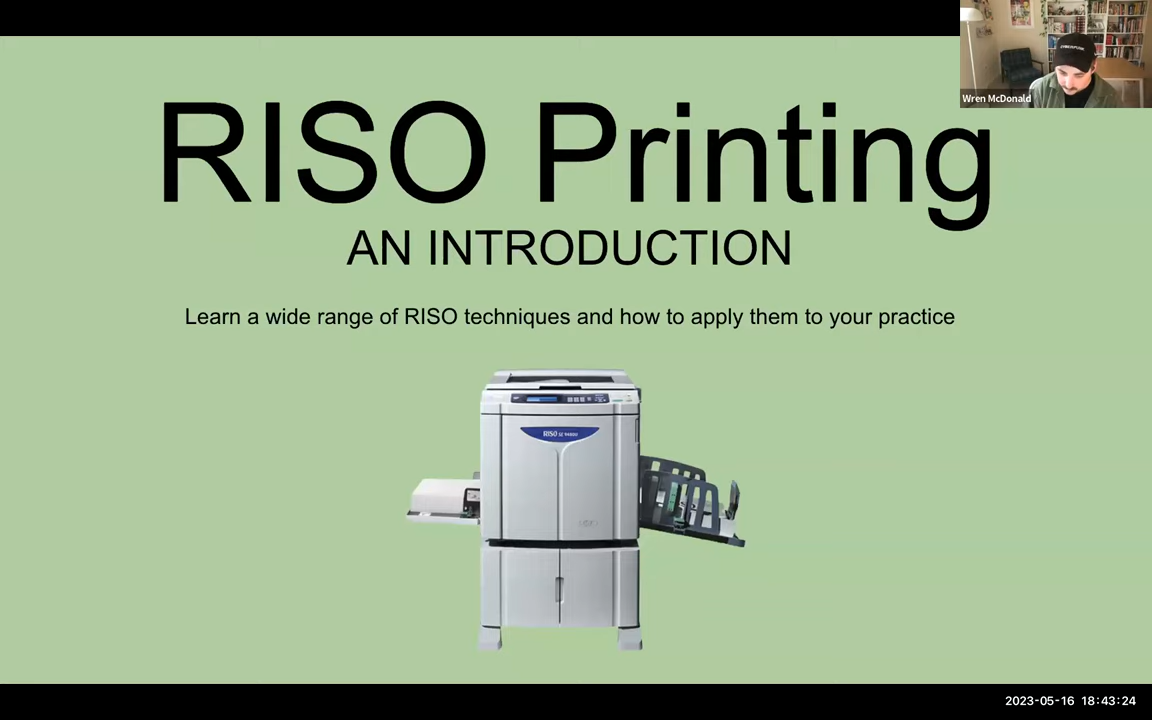 RISO Printing
AN INTRODUCTION
Learn a wide range of RISO techniques and how to apply them to your practice
RISO
Wren McDonald
2023-05-16 18:43:24